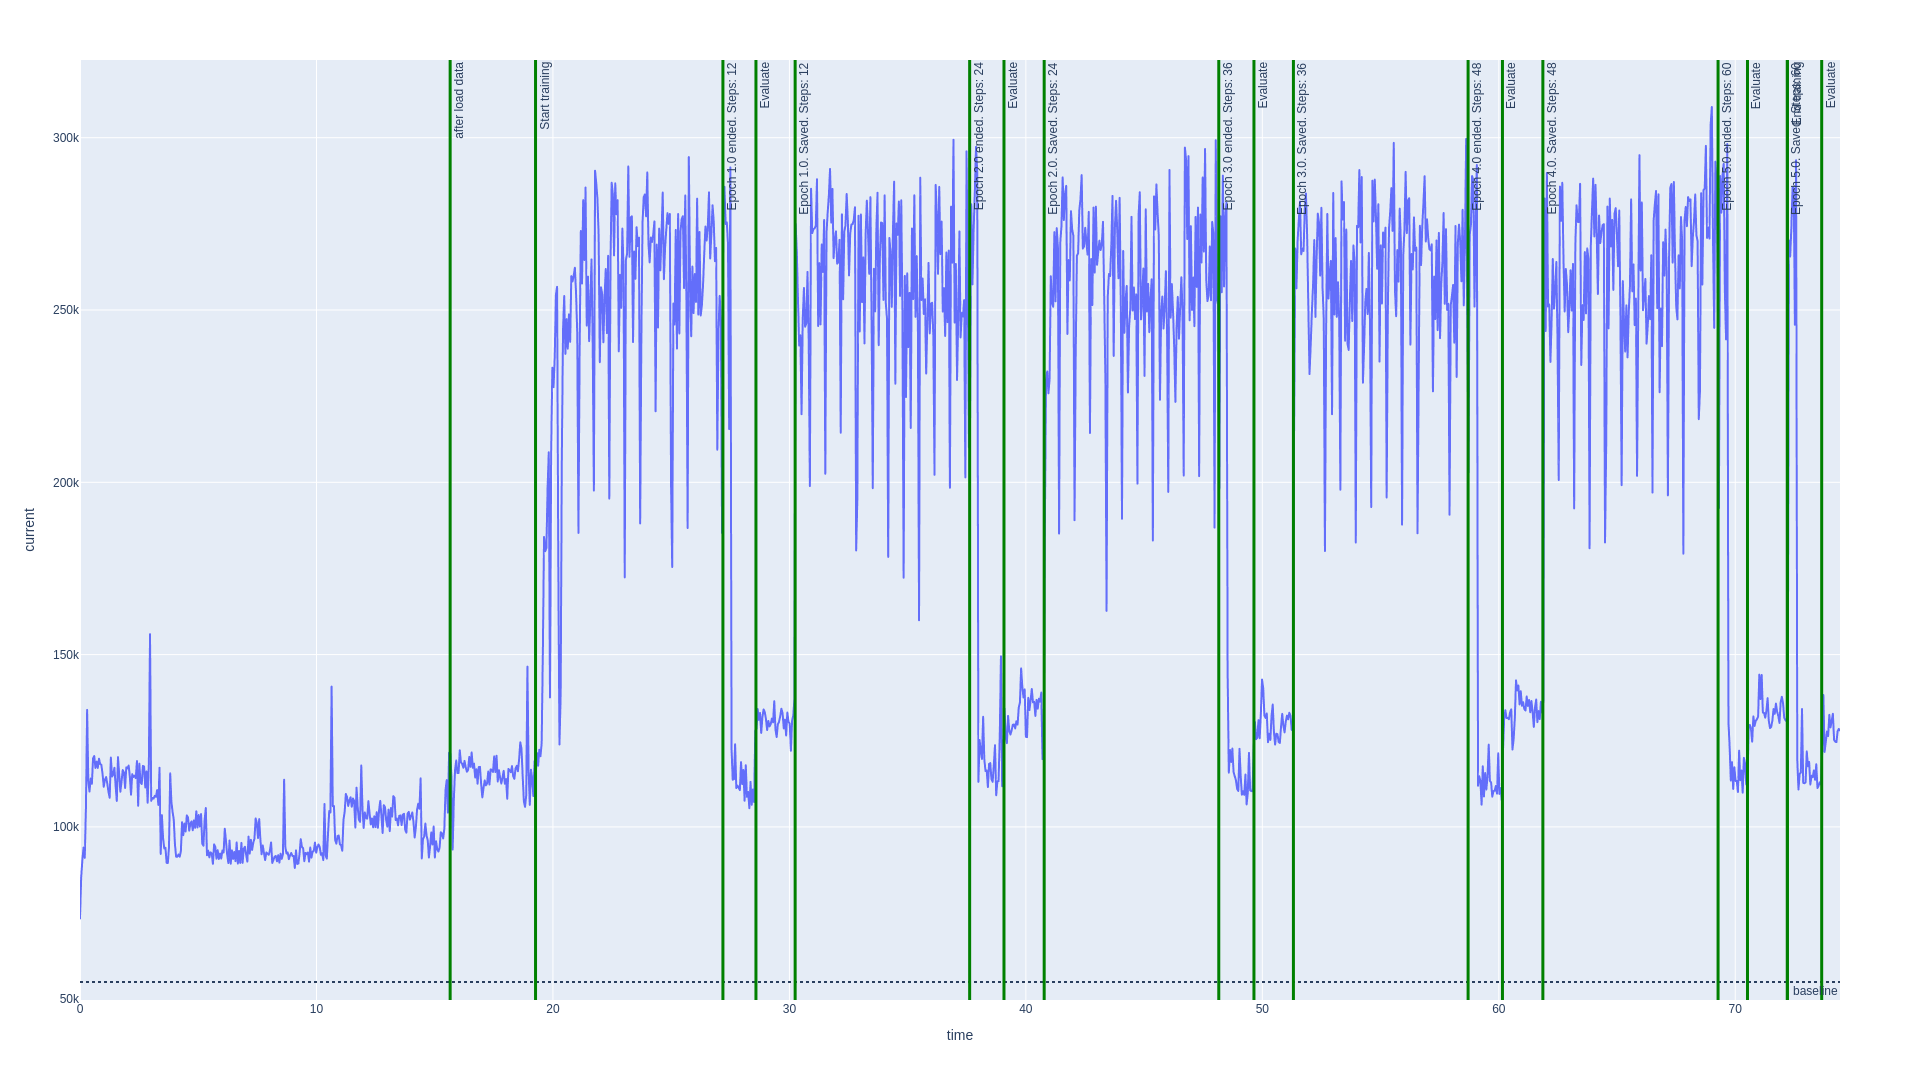 after load data
Start training
Epoch 1.0 ended. Steps: 12
Evaluate
Epoch 1.0. Saved. Steps: 12
Epoch 2.0 ended. Steps: 24
Evaluate
Epoch 2.0. Saved. Steps: 24
Epoch 3.0 ended. Steps: 36
Evaluate
Epoch 3.0. Saved. Steps: 36
Epoch 4.0 ended. Steps: 48
Evaluate
Epoch 4.0. Saved. Steps: 48
Epoch 5.0 ended. Steps: 60
Evaluate
Epoch 5.0. Saved.
Evaluate
300k
250k
200k
150k
100k
50k
current
baseline
0 10 20 30 40 50 60 70
time